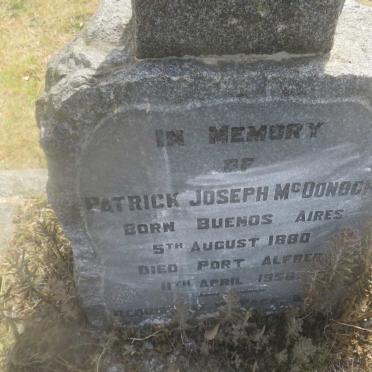 IN MEMORY
OF
PATRICK JOSEPH McDONOGH
BORN BUENOS AIRES
5TH AUGUST 1880
DIED PORT ALFRED
11TH APRIL 1958